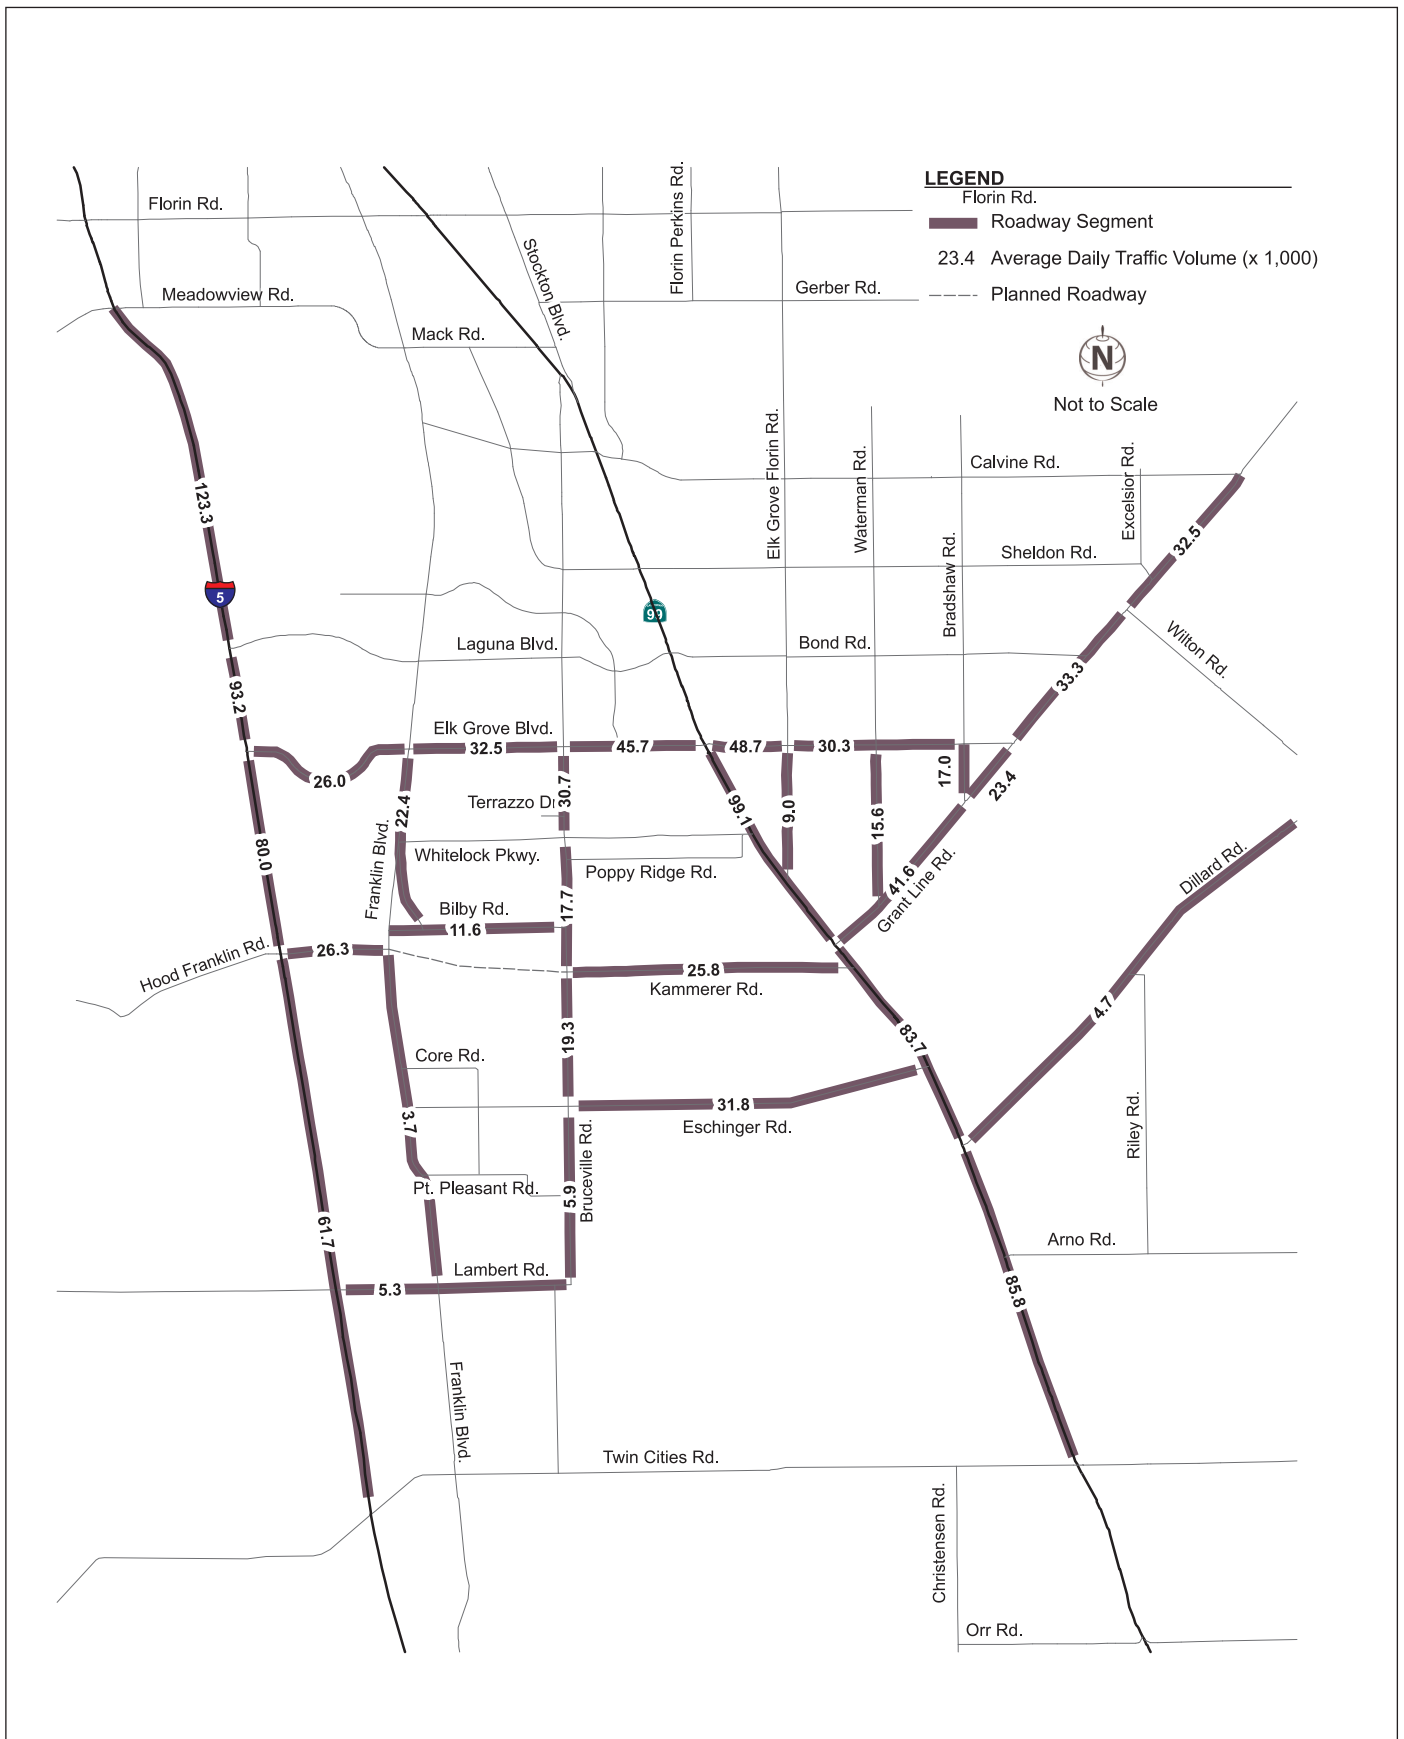 LEGEND
Florin Rd.
Roadway Segment
23.4 Average Daily Traffic Volume (x 1,000)
Planned Roadway
N
Not to Scale
Florin Rd.
Stockton Blvd.
Florin Perkins Rd.
Meadowview Rd.
Gerber Rd.
Mack Rd.
Elk Grove Florin Rd.
Waterman Rd.
Bradshaw Rd.
Calvine Rd.
Excelsior Rd.
123.3
32.5
Sheldon Rd.
5
99
Laguna Blvd.
Bond Rd.
Wilton Rd.
33.3
93.2
Elk Grove Blvd.
32.5
45.7
48.7
30.3
26.0
17.0
23.4
22.4
Terrazzo Dr
30.7
99.1
9.0
15.6
80.0
Franklin Blvd.
Whitelock Pkwy.
Poppy Ridge Rd.
41.6
Grant Line Rd.
Dillard Rd.
Bilby Rd.
17.7
11.6
Hood Franklin Rd.
26.3
25.8
Kammerer Rd.
4.7
19.3
83.7
Core Rd.
3.7
31.8
Eschinger Rd.
Riley Rd.
Bruceville Rd.
Pt. Pleasant Rd.
5.9
61.7
Arno Rd.
Lambert Rd.
5.3
85.8
Franklin Blvd.
Twin Cities Rd.
Christensen Rd.
Orr Rd.